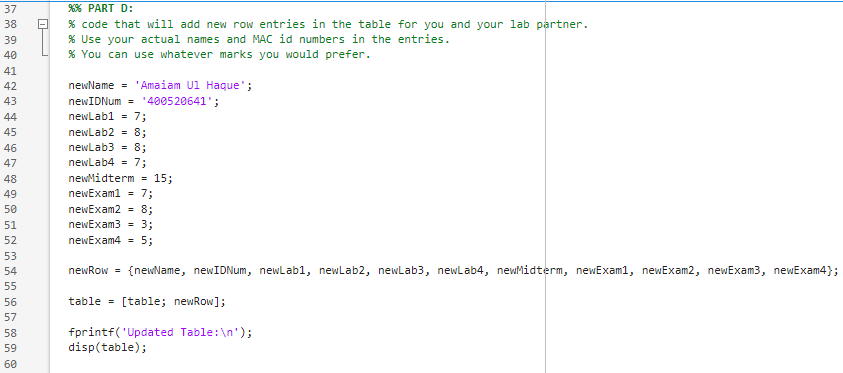 37 %% PART D:
38 % code that will add new row entries in the table for you and your lab partner.
39 % Use your actual names and MAC id numbers in the entries.
40 % You can use whatever marks you would prefer.
41
42 newName = 'Amaiam Ul Haque';
43 newIDNum = '400520641';
44 newLab1 = 7;
45 newLab2 = 8;
46 newLab3 = 8;
47 newLab4 = 7;
48 newMidterm = 15;
49 newExam1 = 7;
50 newExam2 = 8;
51 newExam3 = 3;
52 newExam4 = 5;
53
54 newRow = {newName, newIDNum, newLab1, newLab2, newLab3, newLab4, newMidterm, newExam1, newExam2, newExam3, newExam4};
55
56 table = [table; newRow];
57
58 fprintf('Updated Table:\n');
59 disp(table);
60